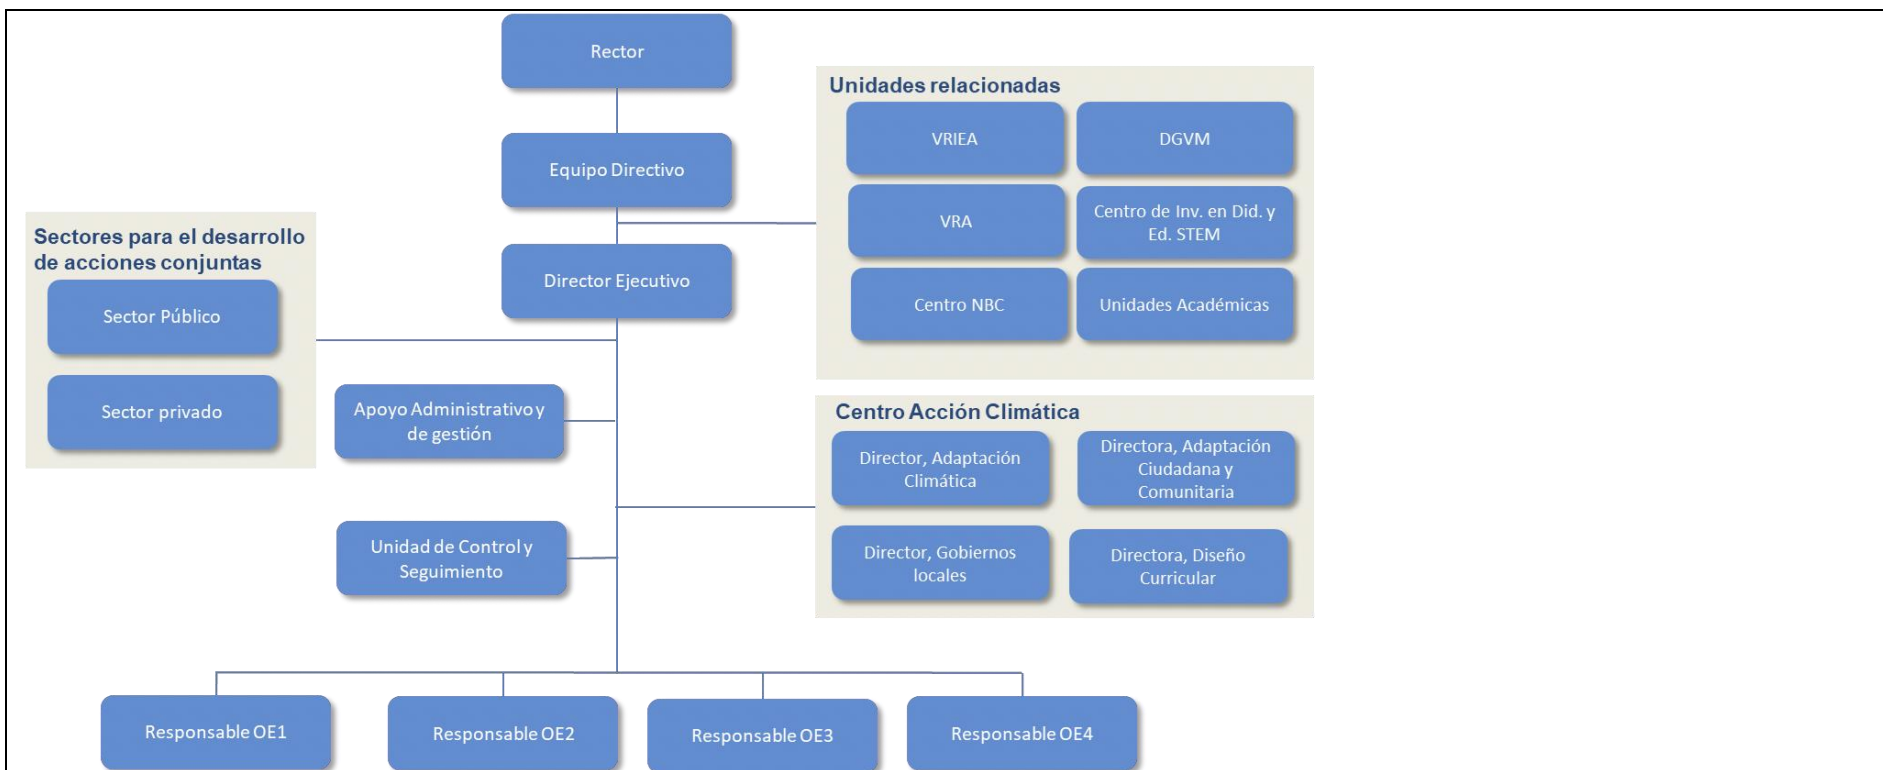 Rector
Unidades relacionadas
VRIEA
DGVM
Equipo Directivo
VRA
Centro de Inv. en Did. y
Ed. STEM
Sectores para el desarrollo
de acciones conjuntas
Director Ejecutivo
Sector Público
Centro NBC
Unidades Académicas
Sector privado
Apoyo Administrativo y
de gestión
Centro Acción Climática
Director, Adaptación
Climática
Directora, Adaptación
Ciudadana y
Comunitaria
Unidad de Control y
Seguimiento
Director, Gobiernos
locales
Directora, Diseño
Curricular
Responsable OE1
Responsable OE2
Responsable OE3
Responsable OE4